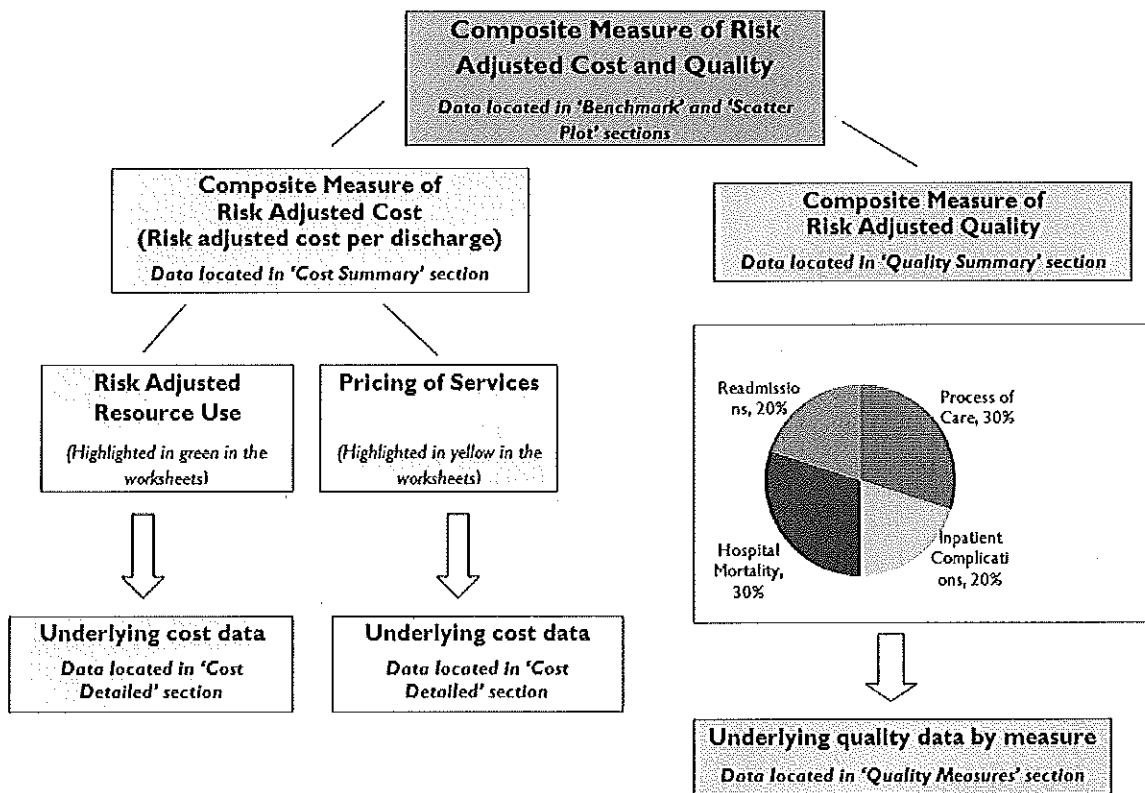 Composite Measure of Risk
Adjusted Cost and Quality
Data located in 'Benchmark' and 'Scatter
Plot' sections
Composite Measure of
Risk Adjusted Cost
(Risk adjusted cost per discharge)
Data located in 'Cost Summary' section
Composite Measure of
Risk Adjusted Quality
Data located in 'Quality Summary' section
Risk Adjusted
Resource Use
(Highlighted in green in the
worksheets)
Pricing of Services
(Highlighted in yellow in the
worksheets)
Readmissio
ns, 20%
Process of
Care, 30%
Hospital
Mortality,
30%
Inpatient
Complicati
ons, 20%
Underlying cost data
Data located in 'Cost
Detailed' section
Underlying cost data
Data located in 'Cost
Detailed' section
Underlying quality data by measure
Data located in 'Quality Measures' section